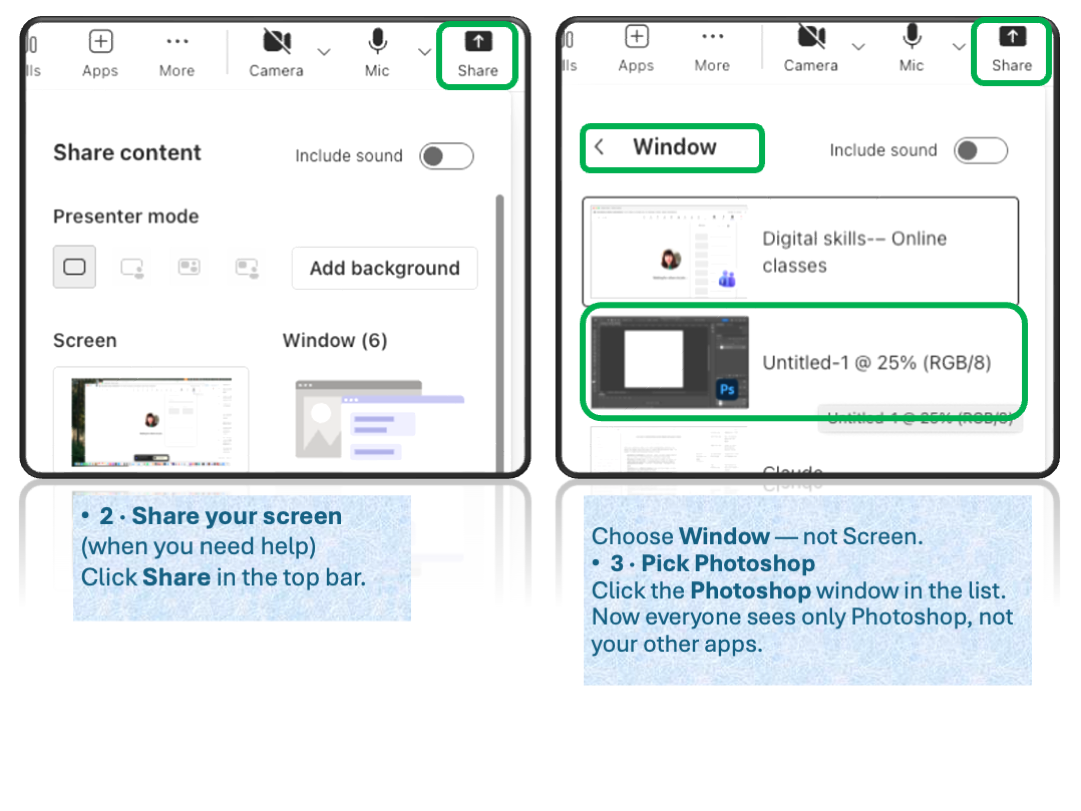 Apps
More
Camera
Mic
Share
Share content
Include sound
Presenter mode
Add background
Screen
Window (6)
• 2 · Share your screen
(when you need help)
Click Share in the top bar.
Apps
More
Camera
Mic
Share
Window
Include sound
Digital skills-– Online
classes
Ps
Untitled-1 @ 25% (RGB/8)
Untitled-1 @ 25% (RGB/8)
Claude
Choose Window — not Screen.
• 3 · Pick Photoshop
Click the Photoshop window in the list.
Now everyone sees only Photoshop, not
your other apps.